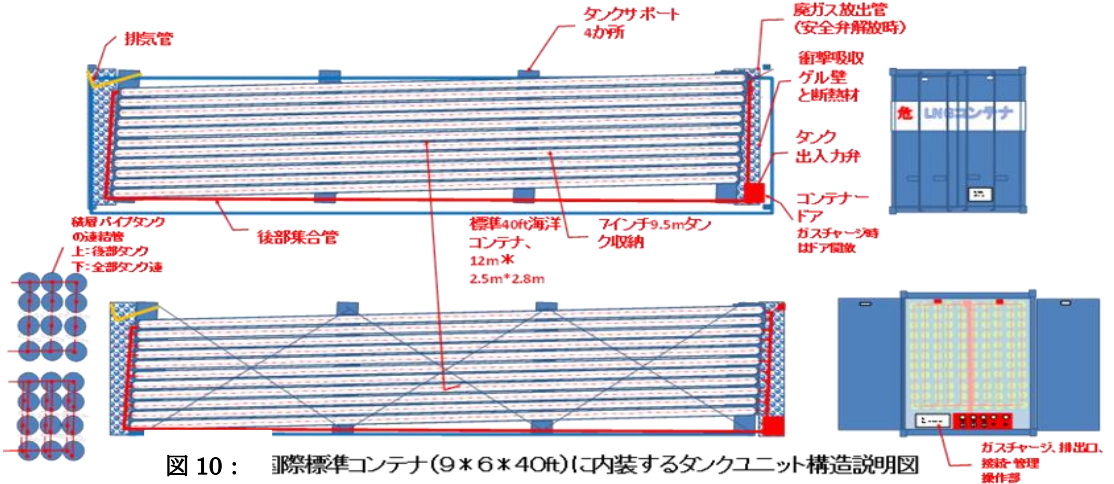 排気管
タンクサポート
4か所
廃ガス放出管
(安全弁解放時)
衝撃吸収
ゲル壁
と断熱材
危 LNGコンテナ
タンク
出入力弁
コンテナー
ドア
ガスチャージ時
はドア開放
積層パイプタンク
の連結管
上:後部タンク
下:全部タンク連
後部集合管
標準40ft海洋
コンテナ、
12m*
2.5m*2.8m
7インチ9.5mタン
ク収納
ガスチャージ、排出口、
接続・管理
操作部
図 10: 国際標準コンテナ(9*6*40ft)に内装するタンクユニット構造説明図